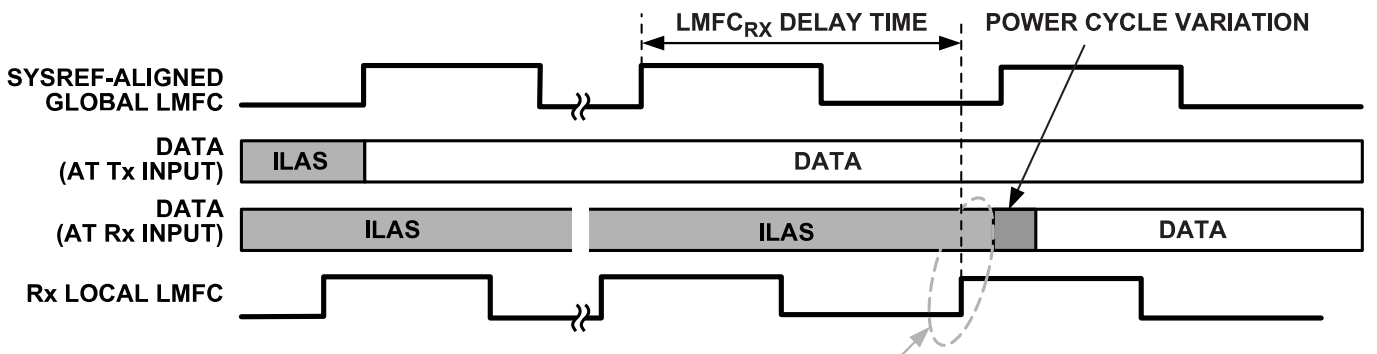 LMFCRX DELAY TIME
POWER CYCLE VARIATION
SYSREF-ALIGNED
GLOBAL LMFC
DATA
(AT Tx INPUT)
ILAS
DATA
DATA
(AT Rx INPUT)
ILAS
ILAS
DATA
Rx LOCAL LMFC